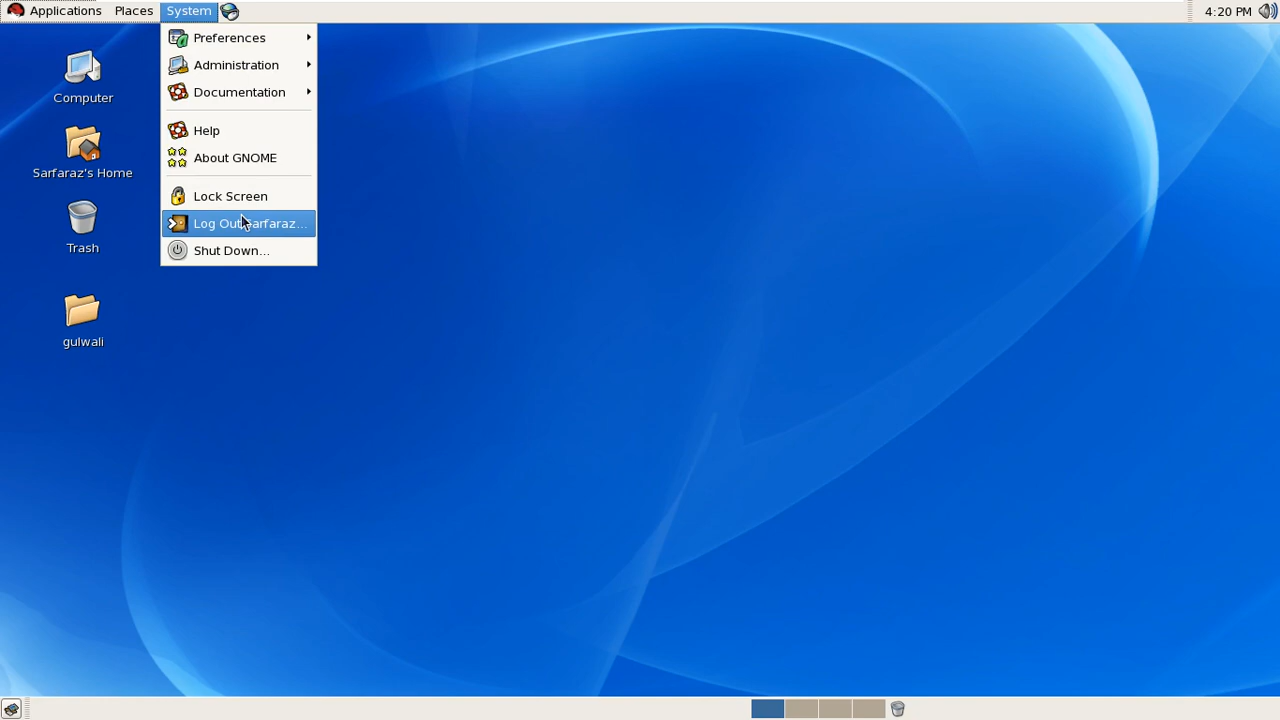 Applications Places System
4:20 PM
Preferences
Administration
Documentation
Help
About GNOME
Lock Screen
Log Out Sarfaraz...
Shut Down...
Computer
Sarfaraz's Home
Trash
gulwali